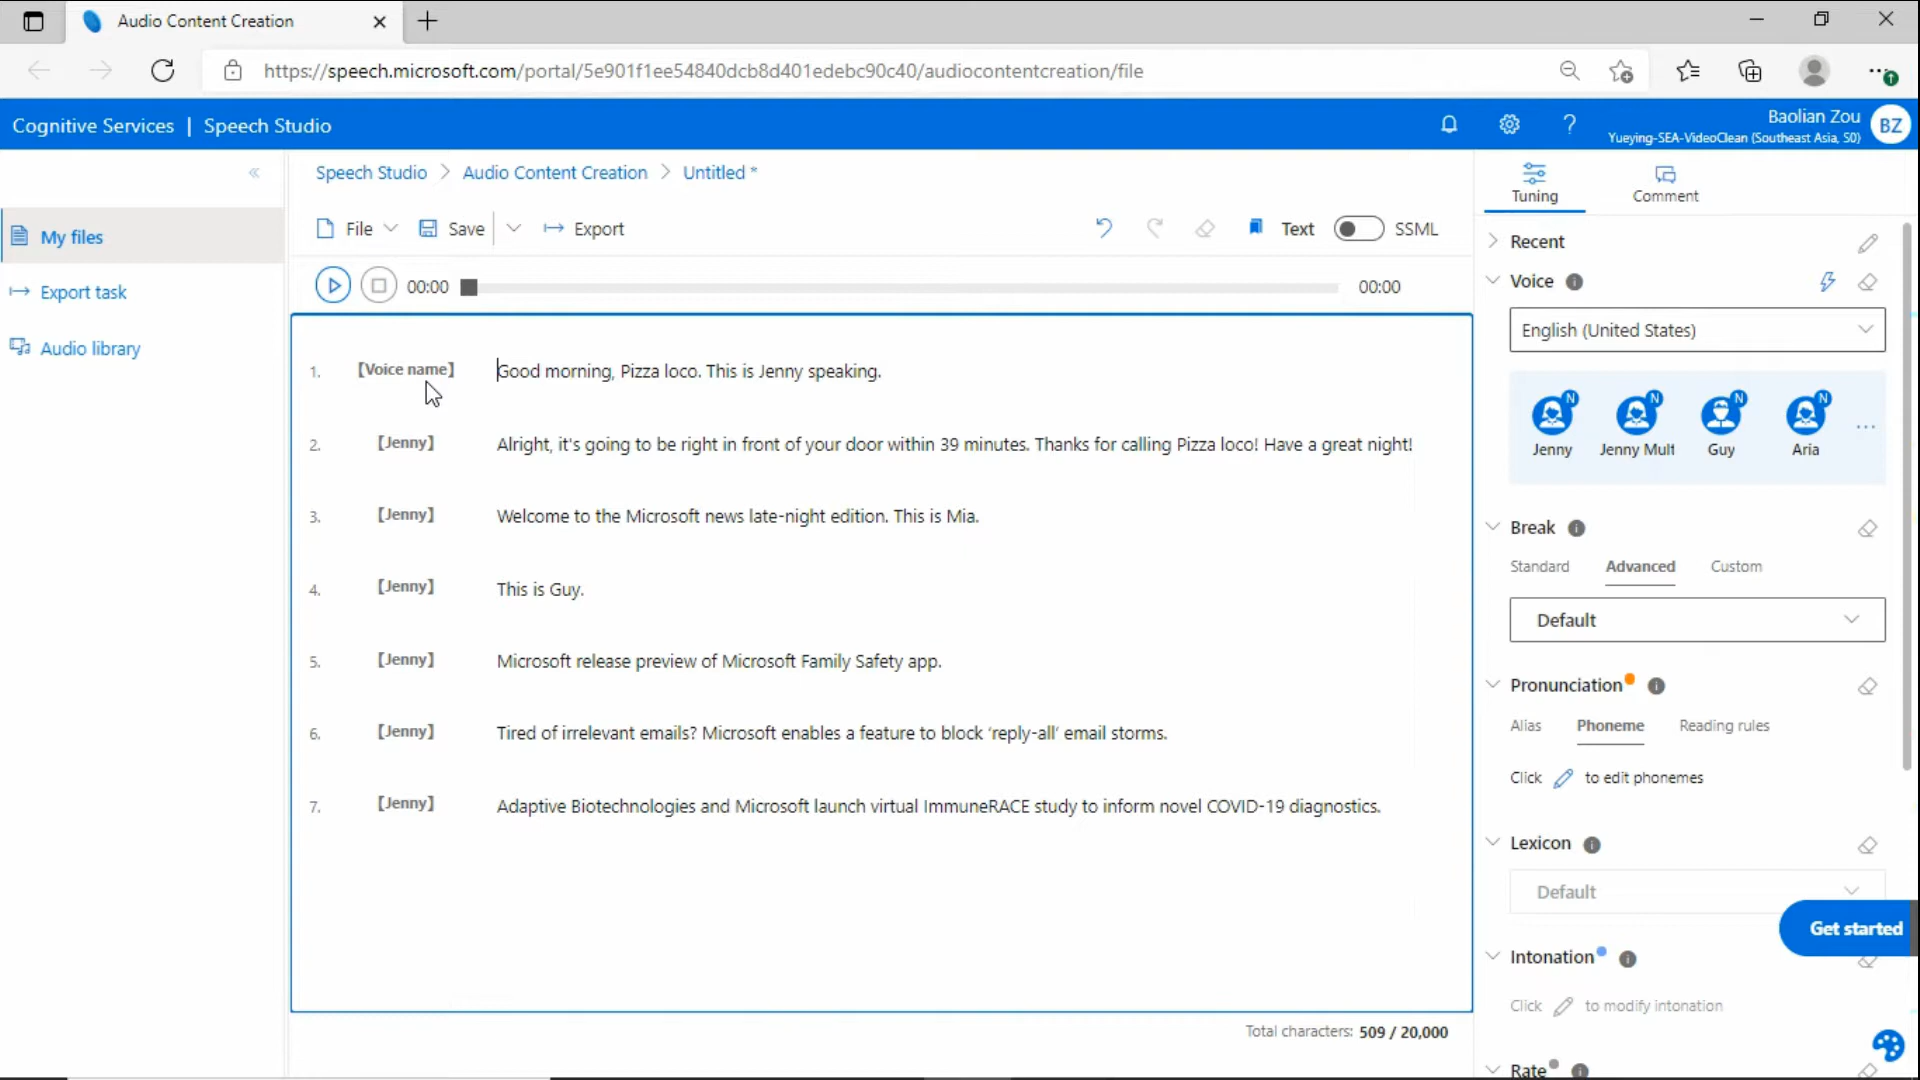 Audio Content Creation
https://speech.microsoft.com/portal/5e901f1ee54840dcb8d401edebc90c40/audiocontentcreation/file
Cognitive Services | Speech Studio
Baolian Zou
Yueying-SEA-VideoClean (Southeast Asia, S0)
BZ
My files
Export task
Audio library
Speech Studio > Audio Content Creation > Untitled *
File Save Export Text SSML
00:00 00:00
1. 【Voice name】 Good morning, Pizza loco. This is Jenny speaking.
2. 【Jenny】 Alright, it's going to be right in front of your door within 39 minutes. Thanks for calling Pizza loco! Have a great night!
3. 【Jenny】 Welcome to the Microsoft news late-night edition. This is Mia.
4. 【Jenny】 This is Guy.
5. 【Jenny】 Microsoft release preview of Microsoft Family Safety app.
6. 【Jenny】 Tired of irrelevant emails? Microsoft enables a feature to block ‘reply-all’ email storms.
7. 【Jenny】 Adaptive Biotechnologies and Microsoft launch virtual ImmuneRACE study to inform novel COVID-19 diagnostics.
Total characters: 509 / 20,000
Tuning Comment
Recent
Voice
English (United States)
N N N N
Jenny Jenny Mult Guy Aria ...
Break
Standard Advanced Custom
Default
Pronunciation
Alias Phoneme Reading rules
Click to edit phonemes
Lexicon
Default
Get started
Intonation
Click to modify intonation
Rate